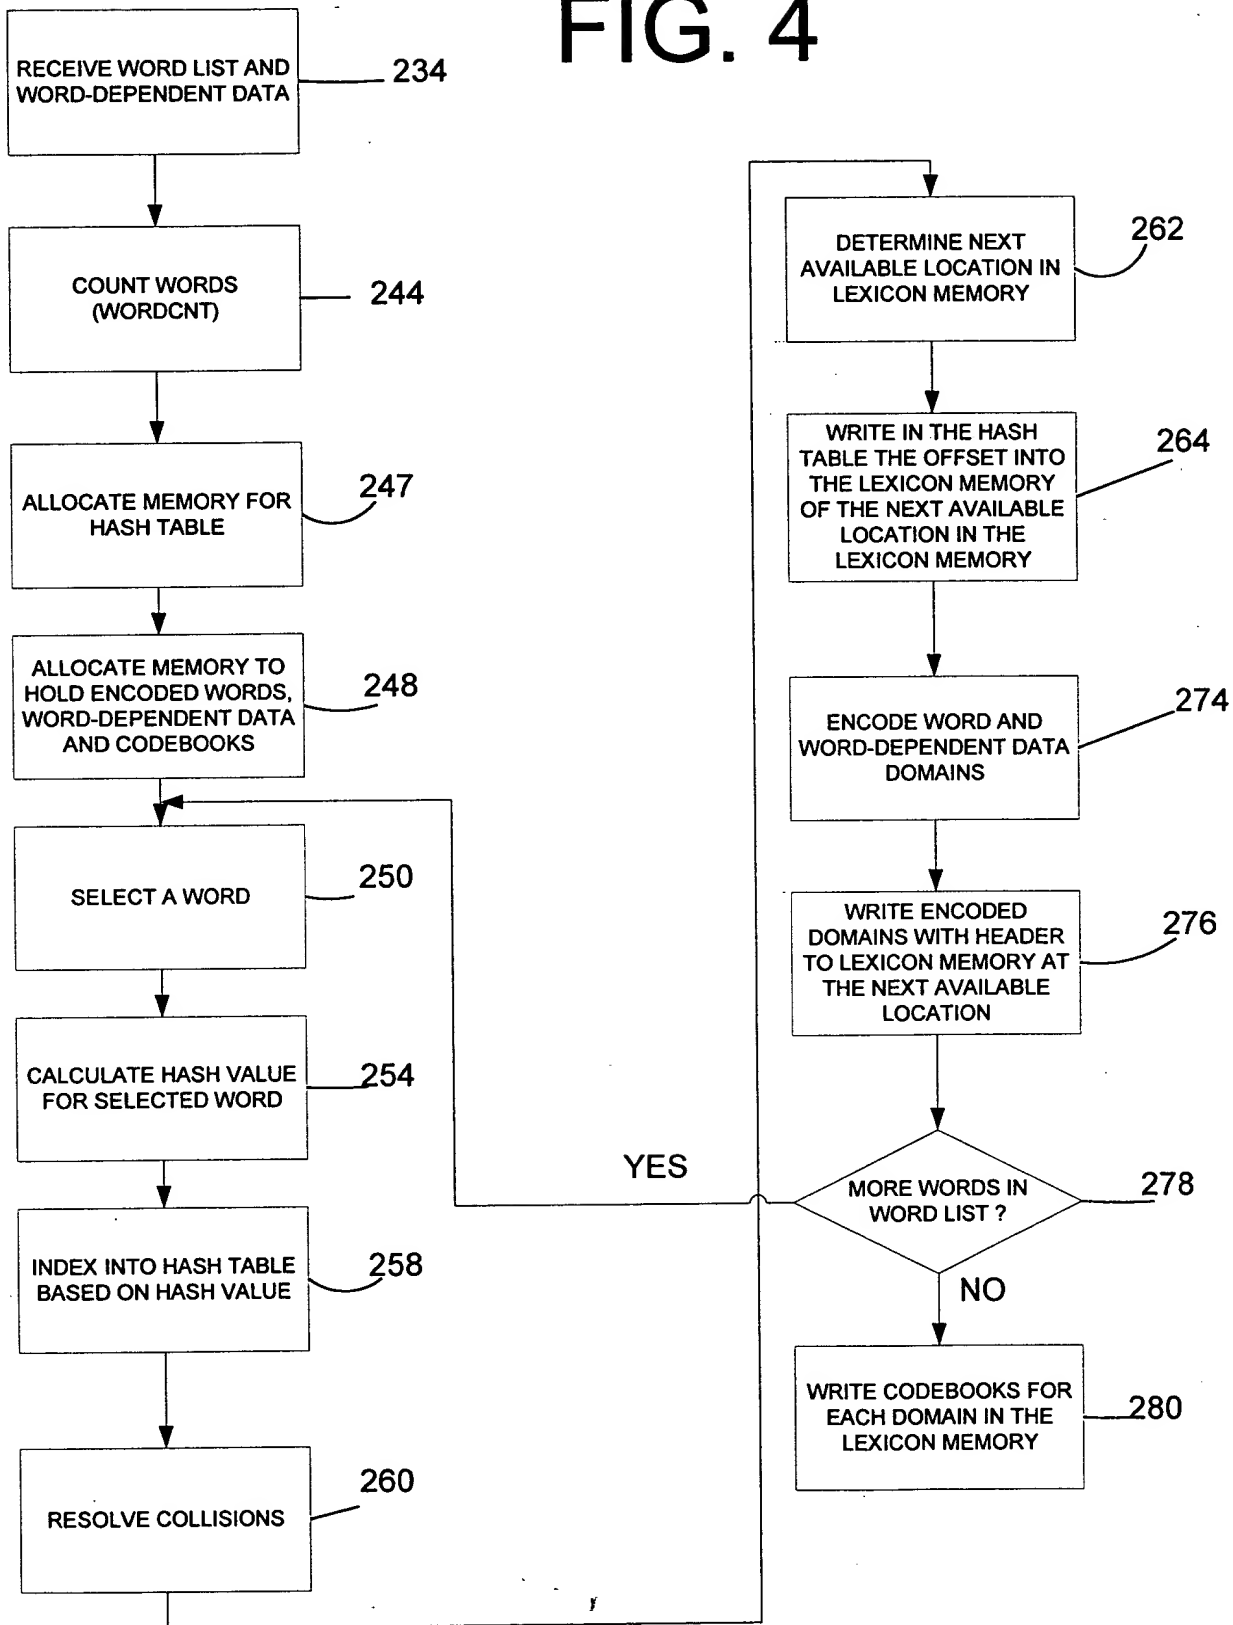 FIG. 4
RECEIVE WORD LIST AND
WORD-DEPENDENT DATA
234
COUNT WORDS
(WORDCNT)
244
ALLOCATE MEMORY FOR
HASH TABLE
247
ALLOCATE MEMORY TO
HOLD ENCODED WORDS,
WORD-DEPENDENT DATA
AND CODEBOOKS
248
SELECT A WORD
250
CALCULATE HASH VALUE
FOR SELECTED WORD
254
INDEX INTO HASH TABLE
BASED ON HASH VALUE
258
RESOLVE COLLISIONS
260
DETERMINE NEXT
AVAILABLE LOCATION IN
LEXICON MEMORY
262
WRITE IN THE HASH
TABLE THE OFFSET INTO
THE LEXICON MEMORY
OF THE NEXT AVAILABLE
LOCATION IN THE
LEXICON MEMORY
264
ENCODE WORD AND
WORD-DEPENDENT DATA
DOMAINS
274
WRITE ENCODED
DOMAINS WITH HEADER
TO LEXICON MEMORY AT
THE NEXT AVAILABLE
LOCATION
276
MORE WORDS IN
WORD LIST ?
278
YES
NO
WRITE CODEBOOKS FOR
EACH DOMAIN IN THE
LEXICON MEMORY
280